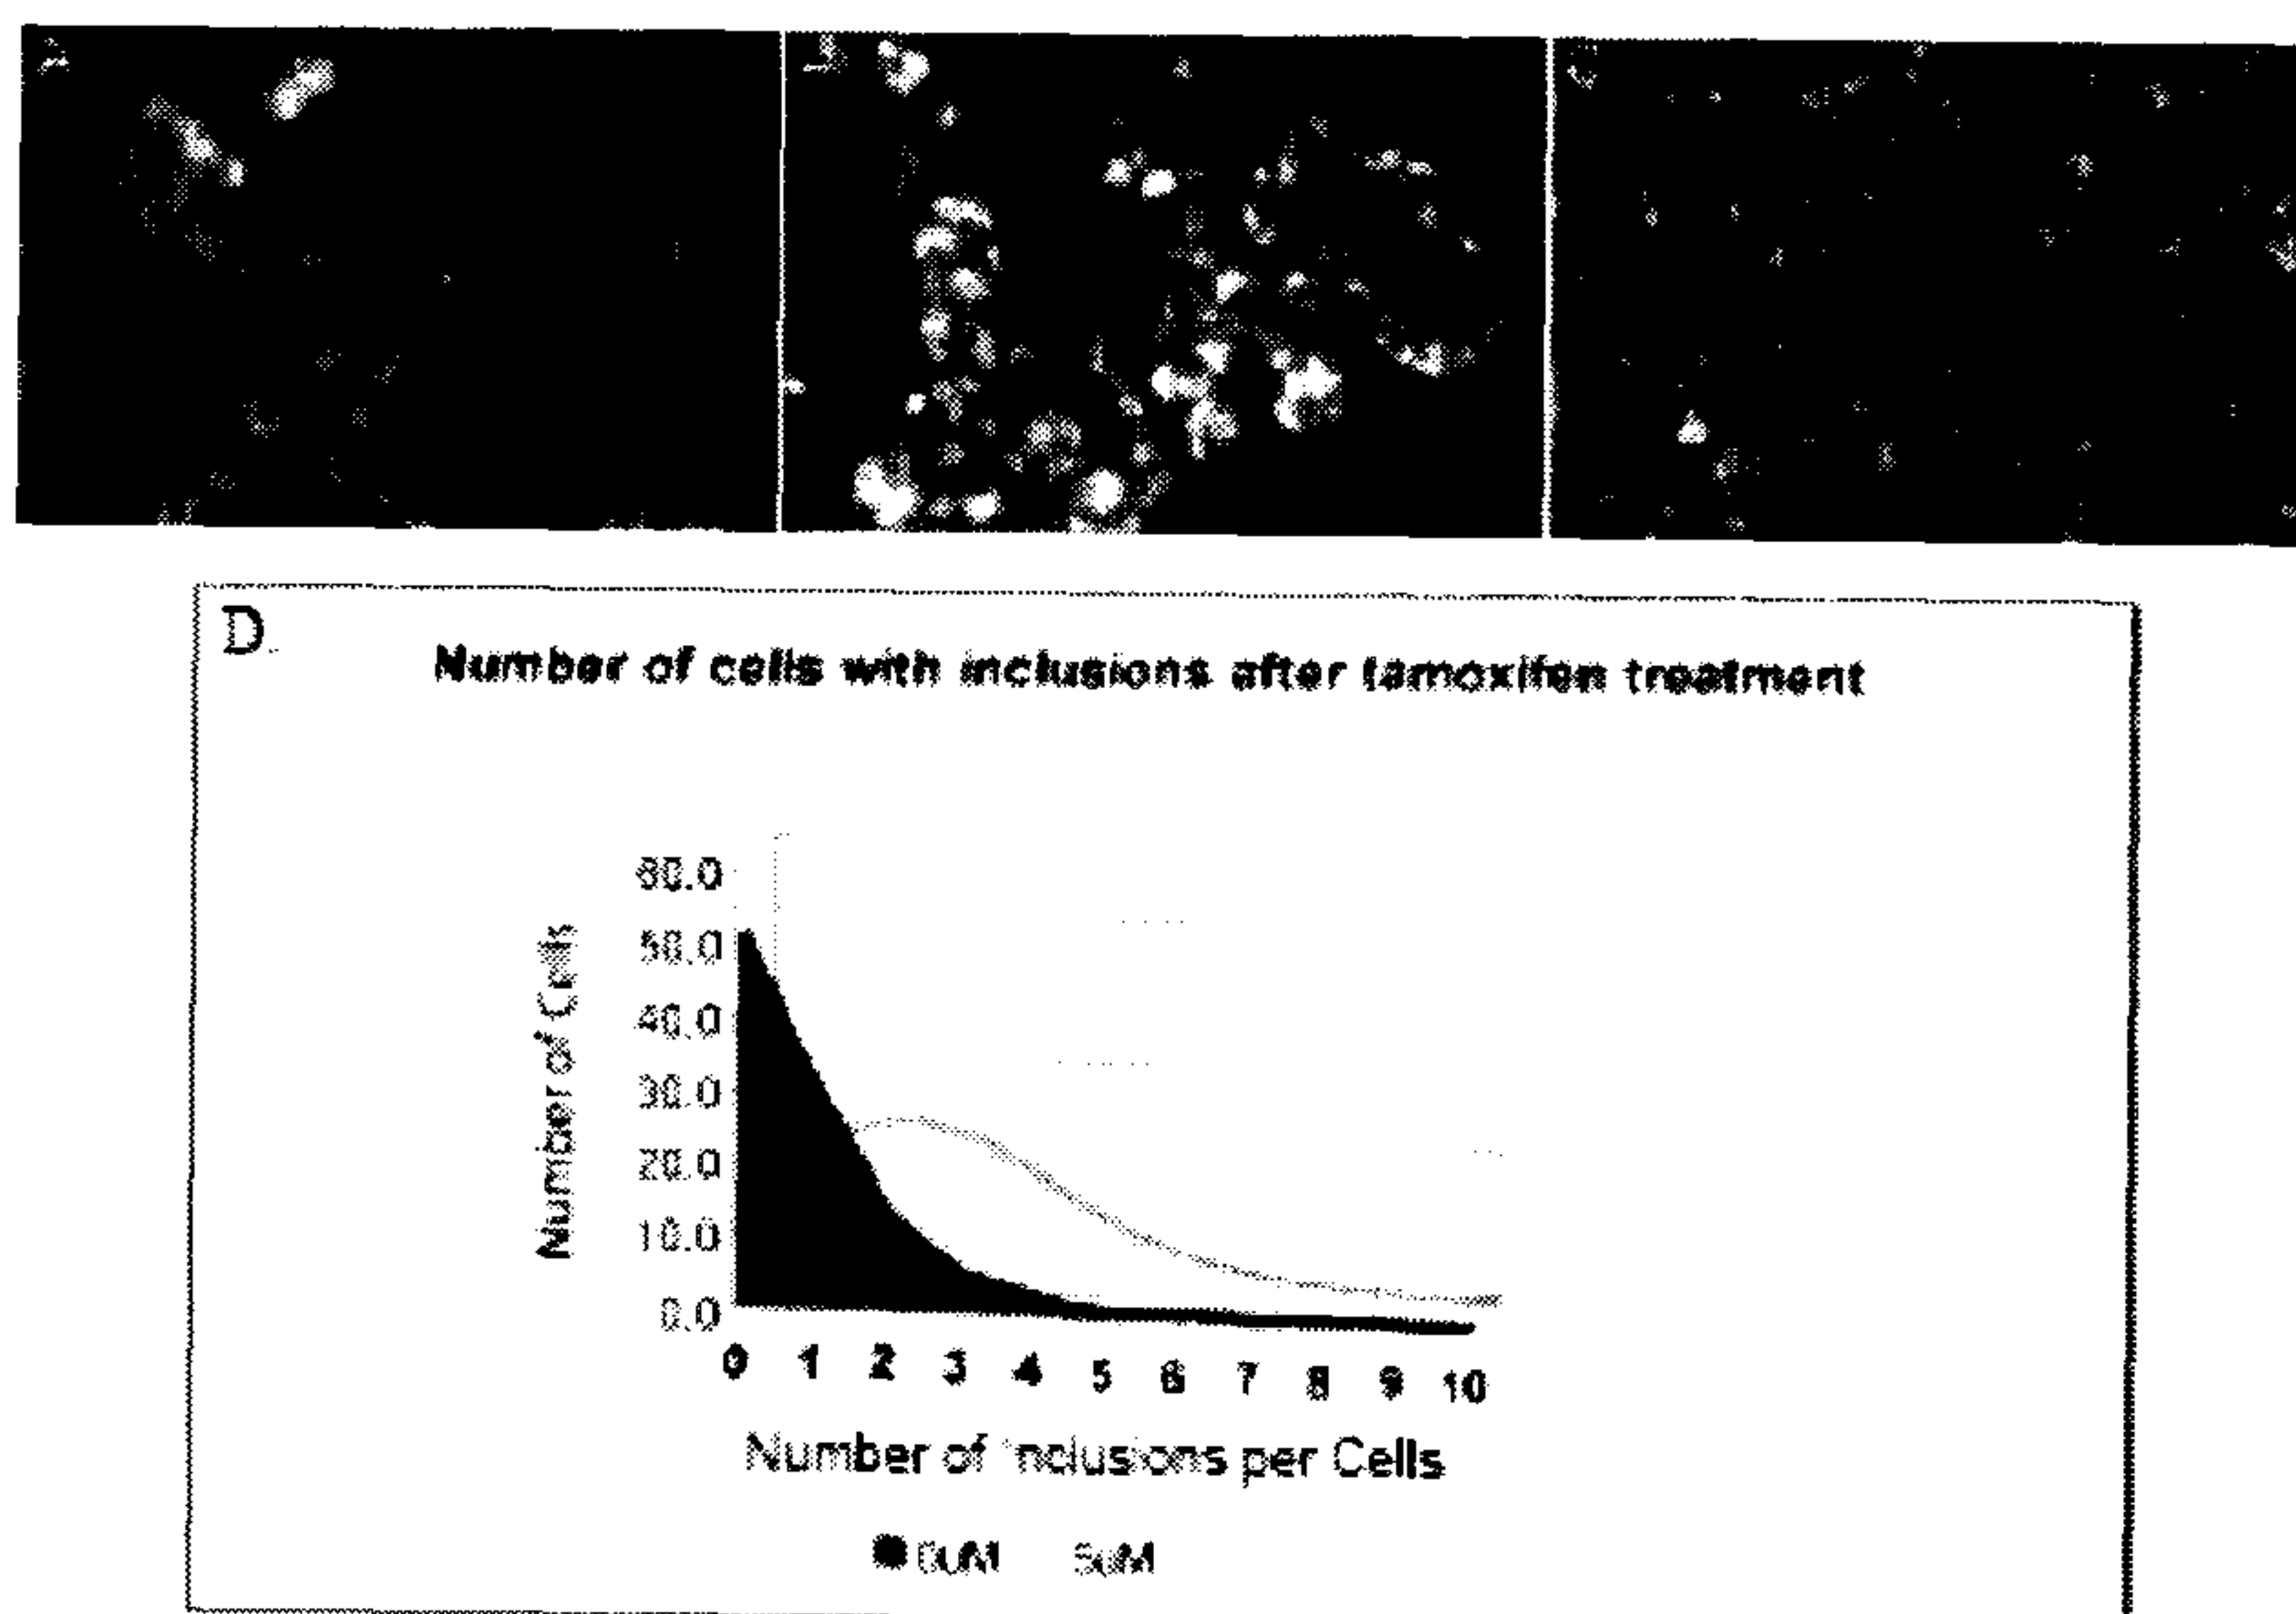 D.
Number of cells with inclusions after tamoxifen treatment
Number of Cells
60.0
50.0
40.0
30.0
20.0
10.0
0.0
0 1 2 3 4 5 6 7 8 9 10
Number of inclusions per Cells
0uM 5uM